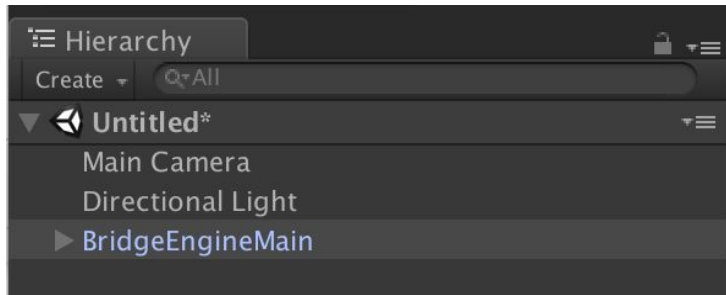 Hierarchy
Create All
Untitled*
Main Camera
Directional Light
BridgeEngineMain